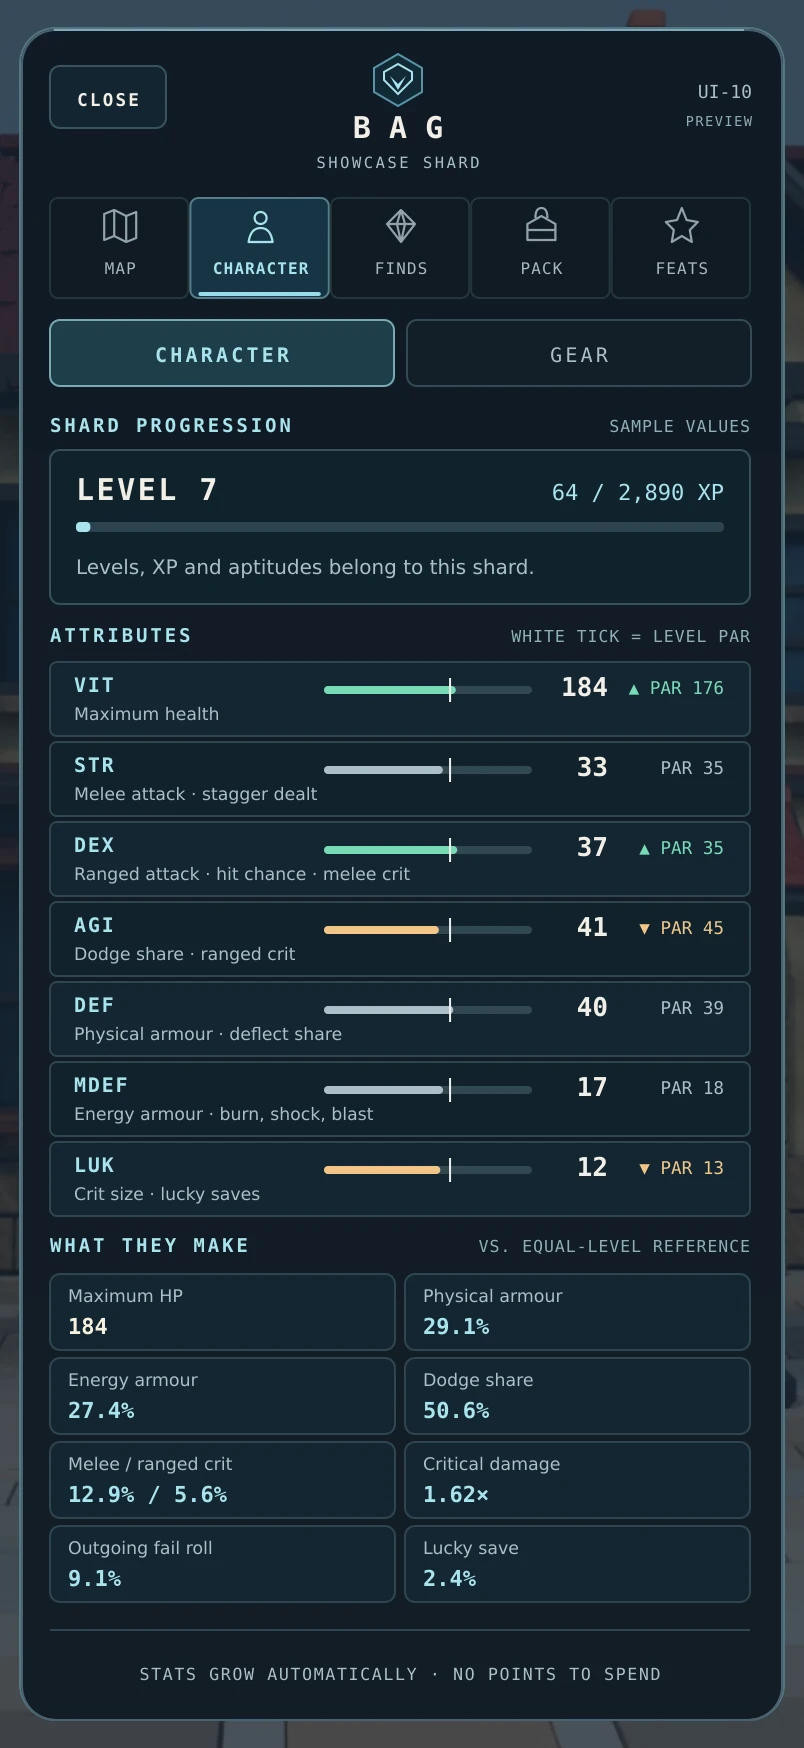 CLOSE
BAG
SHOWCASE SHARD
UI-10
PREVIEW
MAP
CHARACTER
FINDS
PACK
FEATS
CHARACTER
GEAR
SHARD PROGRESSION
SAMPLE VALUES
LEVEL 7
64 / 2,890 XP
Levels, XP and aptitudes belong to this shard.
ATTRIBUTES
WHITE TICK = LEVEL PAR
VIT
184 ▲ PAR 176
Maximum health
STR
33 PAR 35
Melee attack · stagger dealt
DEX
37 ▲ PAR 35
Ranged attack · hit chance · melee crit
AGI
41 ▼ PAR 45
Dodge share · ranged crit
DEF
40 PAR 39
Physical armour · deflect share
MDEF
17 PAR 18
Energy armour · burn, shock, blast
LUK
12 ▼ PAR 13
Crit size · lucky saves
WHAT THEY MAKE
VS. EQUAL-LEVEL REFERENCE
Maximum HP
184
Physical armour
29.1%
Energy armour
27.4%
Dodge share
50.6%
Melee / ranged crit
12.9% / 5.6%
Critical damage
1.62×
Outgoing fail roll
9.1%
Lucky save
2.4%
STATS GROW AUTOMATICALLY · NO POINTS TO SPEND